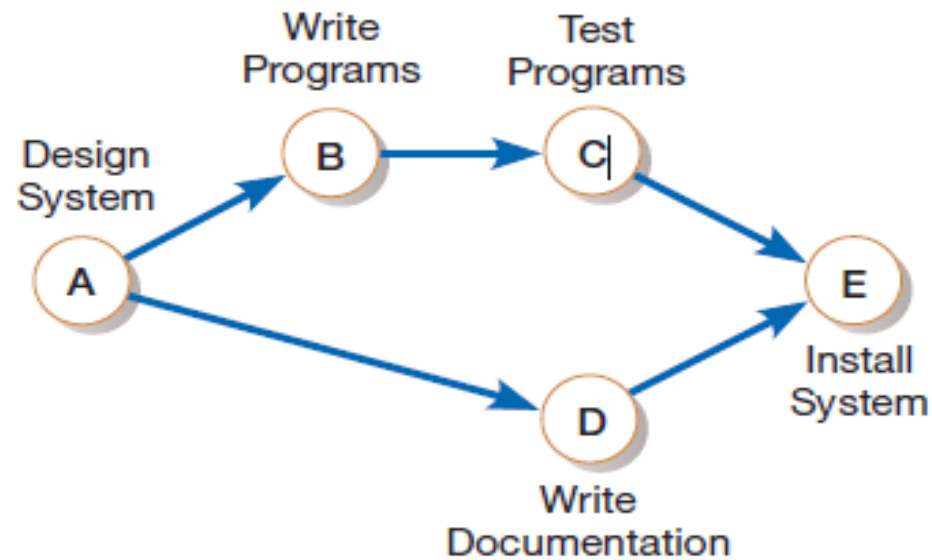 Write
Programs
Test
Programs
Design
System
B
C
A
E
Install
System
D
Write
Documentation